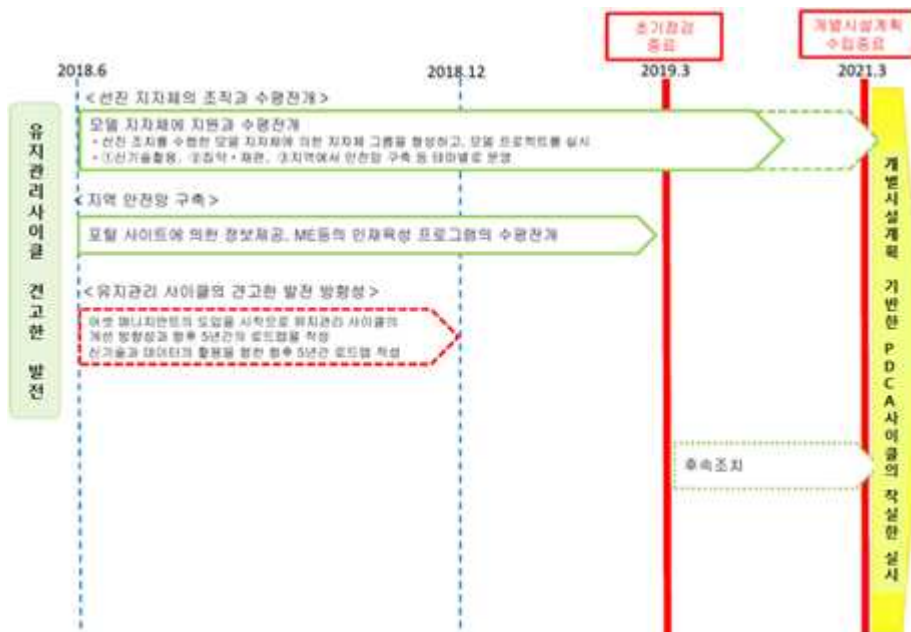 초기점검
종료
개별시설계획
수립종료
2018.6
2018.12
2019.3
2021.3
유지관리사이클 견고한 발전
<선진 지자체의 조직과 수평전개>
모델 지자체에 지원과 수평전개
• 선진 조치를 수행한 모델 지자체에 의한 지자체 그룹을 형성하고, 모델 프로젝트를 실시
• ①신기술활용, ②집약・재편, ③지역에서 안전망 구축 등 테마별로 운영
<지역 안전망 구축>
포털 사이트에 의한 정보제공, ME등의 인재육성 프로그램의 수평전개
<유지관리 사이클의 견고한 발전 방향성>
어셋 매니지먼트의 도입을 시작으로 유지관리 사이클의
개선 방향성과 향후 5년간의 로드맵을 작성
신기술과 데이터의 활용을 향한 향후 5년간 로드맵 작성
후속조치
개별시설계획 기반한 PDCA사이클의 착실한 실시